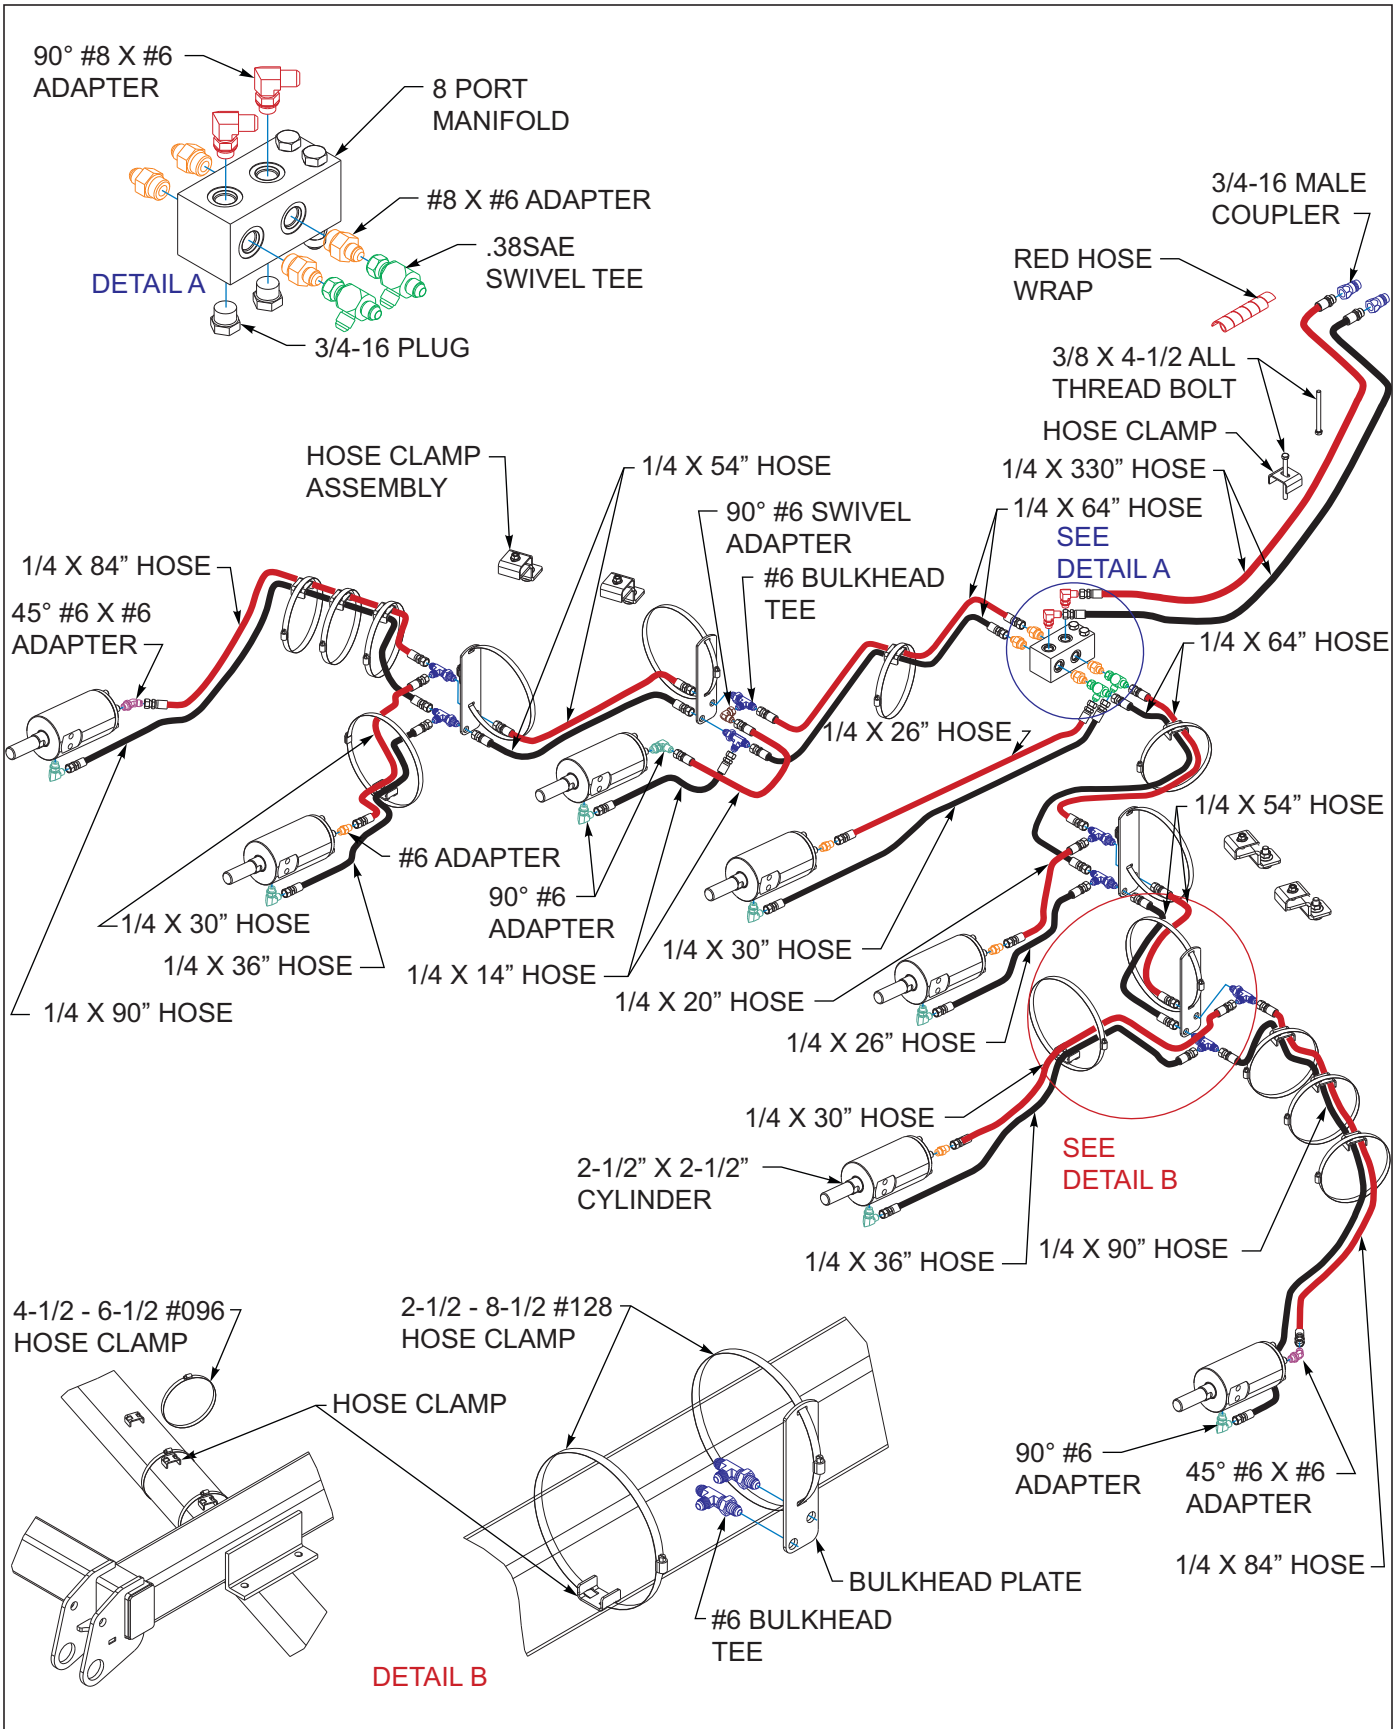 90° #8 X #6
ADAPTER
8 PORT
MANIFOLD
#8 X #6 ADAPTER
.38SAE
SWIVEL TEE
DETAIL A
3/4-16 PLUG
3/4-16 MALE
COUPLER
RED HOSE
WRAP
3/8 X 4-1/2 ALL
THREAD BOLT
HOSE CLAMP
1/4 X 330” HOSE
1/4 X 64” HOSE
SEE
DETAIL A
HOSE CLAMP
ASSEMBLY
1/4 X 54” HOSE
90° #6 SWIVEL
ADAPTER
#6 BULKHEAD
TEE
1/4 X 84” HOSE
45° #6 X #6
ADAPTER
1/4 X 64” HOSE
1/4 X 26” HOSE
1/4 X 54” HOSE
#6 ADAPTER
90° #6
ADAPTER
1/4 X 30” HOSE
1/4 X 36” HOSE
1/4 X 14” HOSE
1/4 X 90” HOSE
1/4 X 30” HOSE
1/4 X 20” HOSE
1/4 X 26” HOSE
1/4 X 30” HOSE
SEE
DETAIL B
2-1/2” X 2-1/2”
CYLINDER
1/4 X 36” HOSE
1/4 X 90” HOSE
4-1/2 - 6-1/2 #096
HOSE CLAMP
2-1/2 - 8-1/2 #128
HOSE CLAMP
HOSE CLAMP
90° #6
ADAPTER
45° #6 X #6
ADAPTER
1/4 X 84” HOSE
BULKHEAD PLATE
#6 BULKHEAD
TEE
DETAIL B